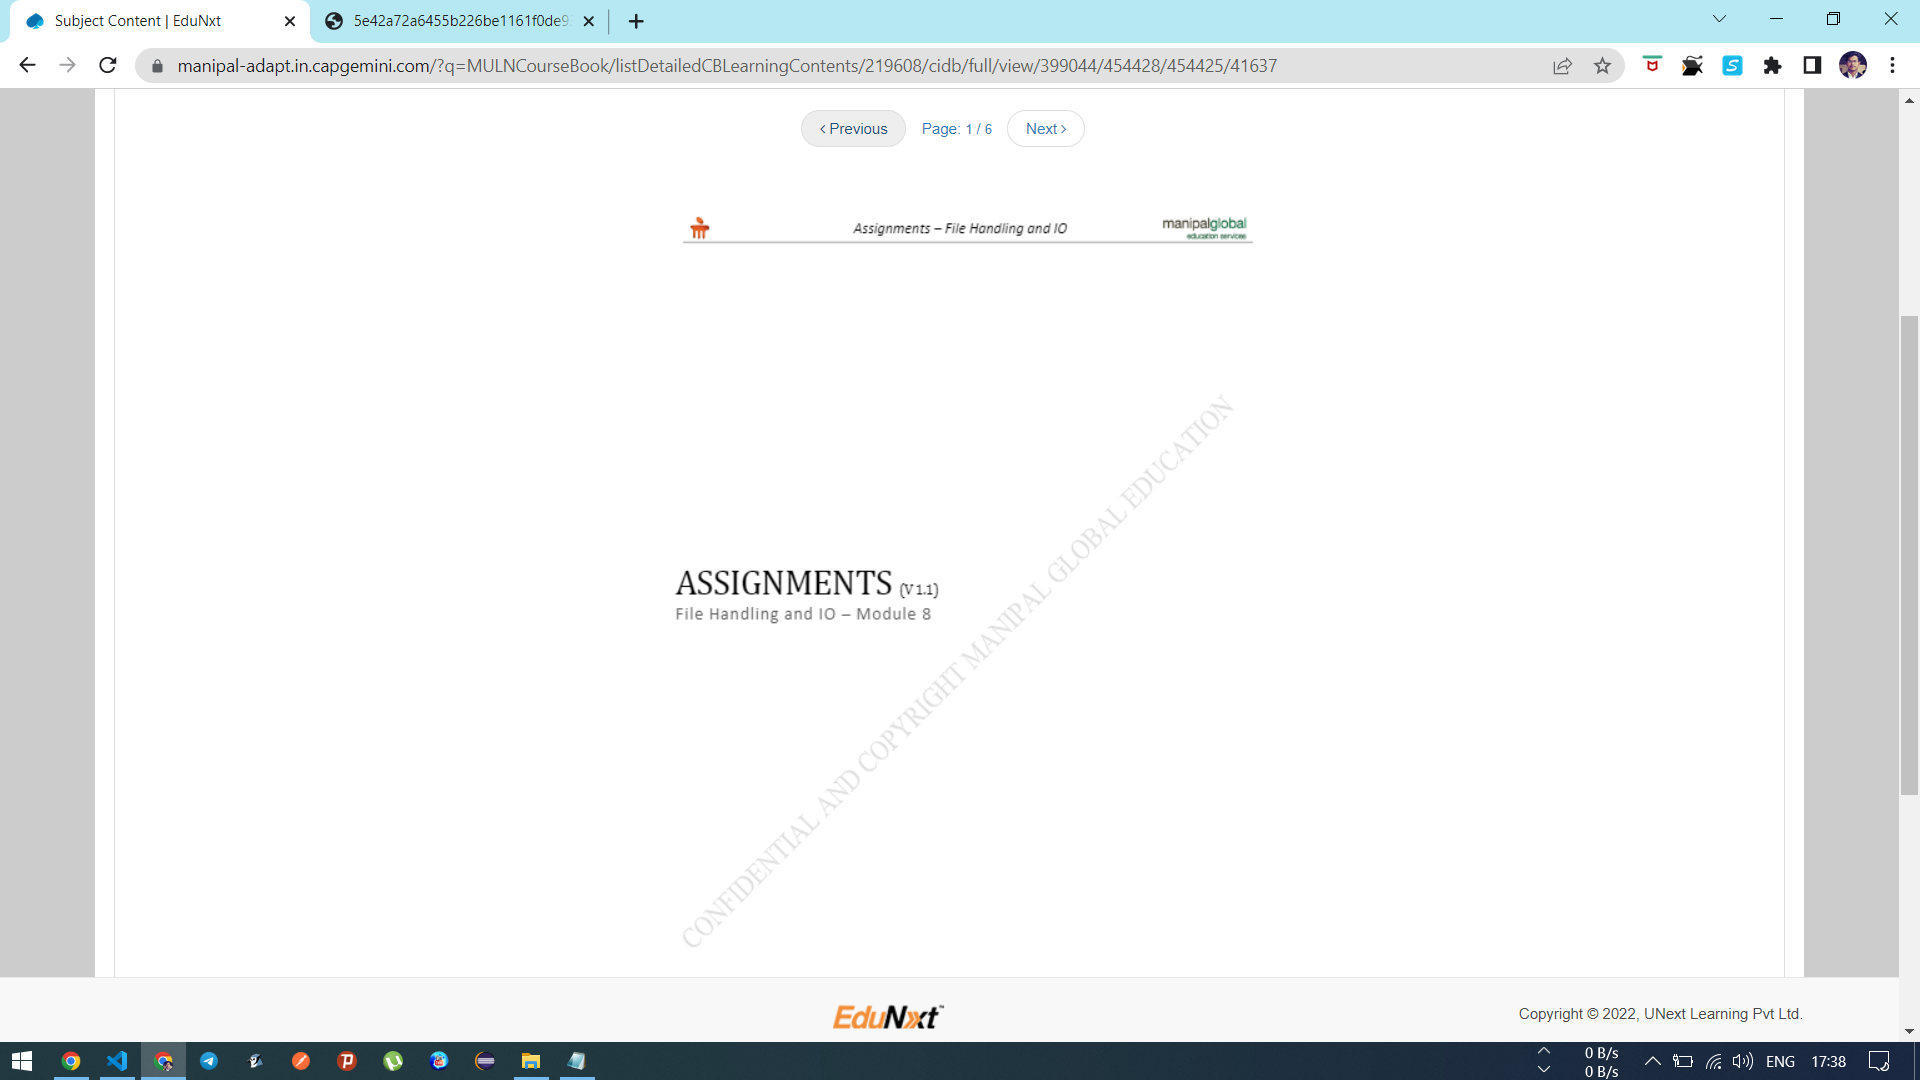 Subject Content | EduNxt
5e42a72a6455b226be1161f0de9
manipal-adapt.in.capgemini.com/?q=MULNCourseBook/listDetailedCBLearningContents/219608/cidb/full/view/399044/454428/454425/41637
‹ Previous Page: 1 / 6 Next ›
Assignments – File Handling and IO
manipalglobal
education services
CONFIDENTIAL AND COPYRIGHT MANIPAL GLOBAL EDUCATION
ASSIGNMENTS (V 1.1)
File Handling and IO – Module 8
EduNxt™
Copyright © 2022, UNext Learning Pvt Ltd.
0 B/s
0 B/s
ENG 17:38